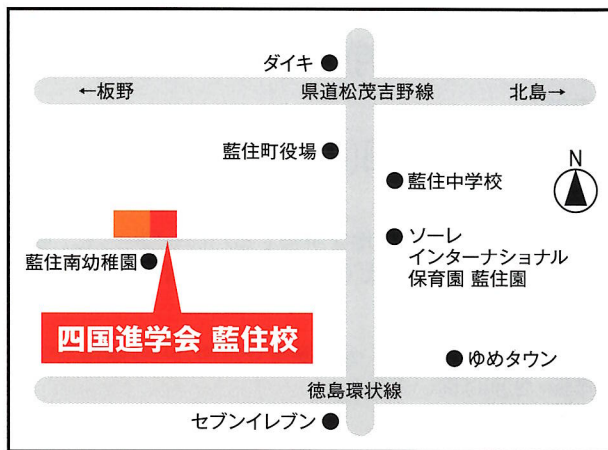 ダイキ
←板野
県道松茂吉野線
北島→
藍住町役場
藍住中学校
N
ソーレ
インターナショナル
保育園 藍住園
藍住南幼稚園
四国進学会 藍住校
ゆめタウン
徳島環状線
セブンイレブン